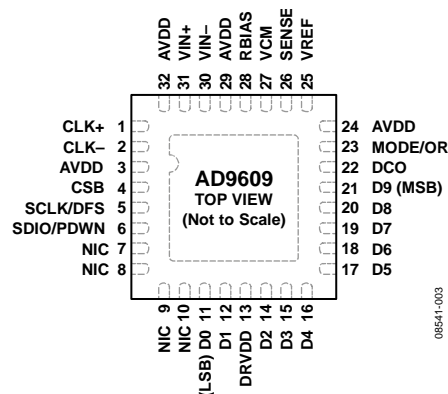 32 AVDD
31 VIN+
30 VIN–
29 AVDD
28 RBIAS
27 VCM
26 SENSE
25 VREF
CLK+ 1
CLK– 2
AVDD 3
CSB 4
SCLK/DFS 5
SDIO/PDWN 6
NIC 7
NIC 8
AD9609
TOP VIEW
(Not to Scale)
24 AVDD
23 MODE/OR
22 DCO
21 D9 (MSB)
20 D8
19 D7
18 D6
17 D5
NIC 9
NIC 10
(LSB) D0 11
D1 12
DRVDD 13
D2 14
D3 15
D4 16
08541-003